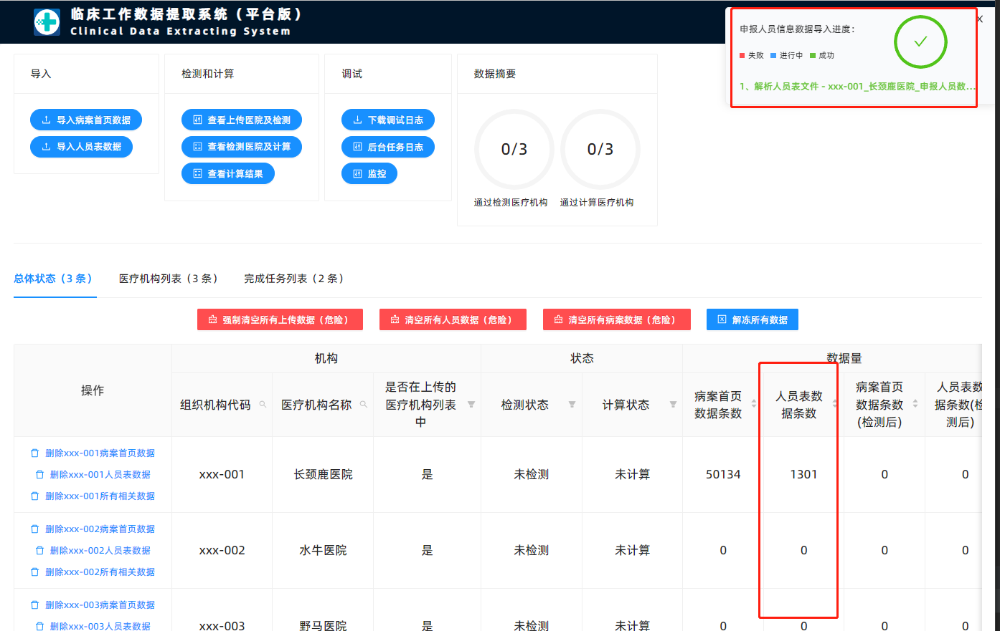 临床工作数据提取系统（平台版）
Clinical Data Extracting System
申报人员信息数据导入进度：
失败 进行中 成功
1、解析人员表文件 - xxx-001_长颈鹿医院_申报人员数...
导入
导入病案首页数据
导入人员表数据
检测和计算
查看上传医院及检测
查看检测医院及计算
查看计算结果
调试
下载调试日志
后台任务日志
监控
数据摘要
0/3
通过检测医疗机构
0/3
通过计算医疗机构
总体状态（3 条） 医疗机构列表（3 条） 完成任务列表（2 条）
强制清空所有上传数据（危险） 清空所有人员数据（危险） 清空所有病案数据（危险） 解冻所有数据
操作 机构 状态 数据量
组织机构代码 医疗机构名称 是否在上传的
医疗机构列表
中
检测状态 计算状态
病案首页
数据条数
人员表数
据条数
病案首页
数据条数
(检测后)
人员表数
据条数(检
测后)
删除xxx-001病案首页数据
删除xxx-001人员表数据
删除xxx-001所有相关数据
xxx-001 长颈鹿医院 是 未检测 未计算 50134 1301 0 0
删除xxx-002病案首页数据
删除xxx-002人员表数据
删除xxx-002所有相关数据
xxx-002 水牛医院 是 未检测 未计算 0 0 0 0
删除xxx-003病案首页数据
删除xxx-003人员表数据
xxx-003 野马医院 是 未检测 未计算 0 0 0 0